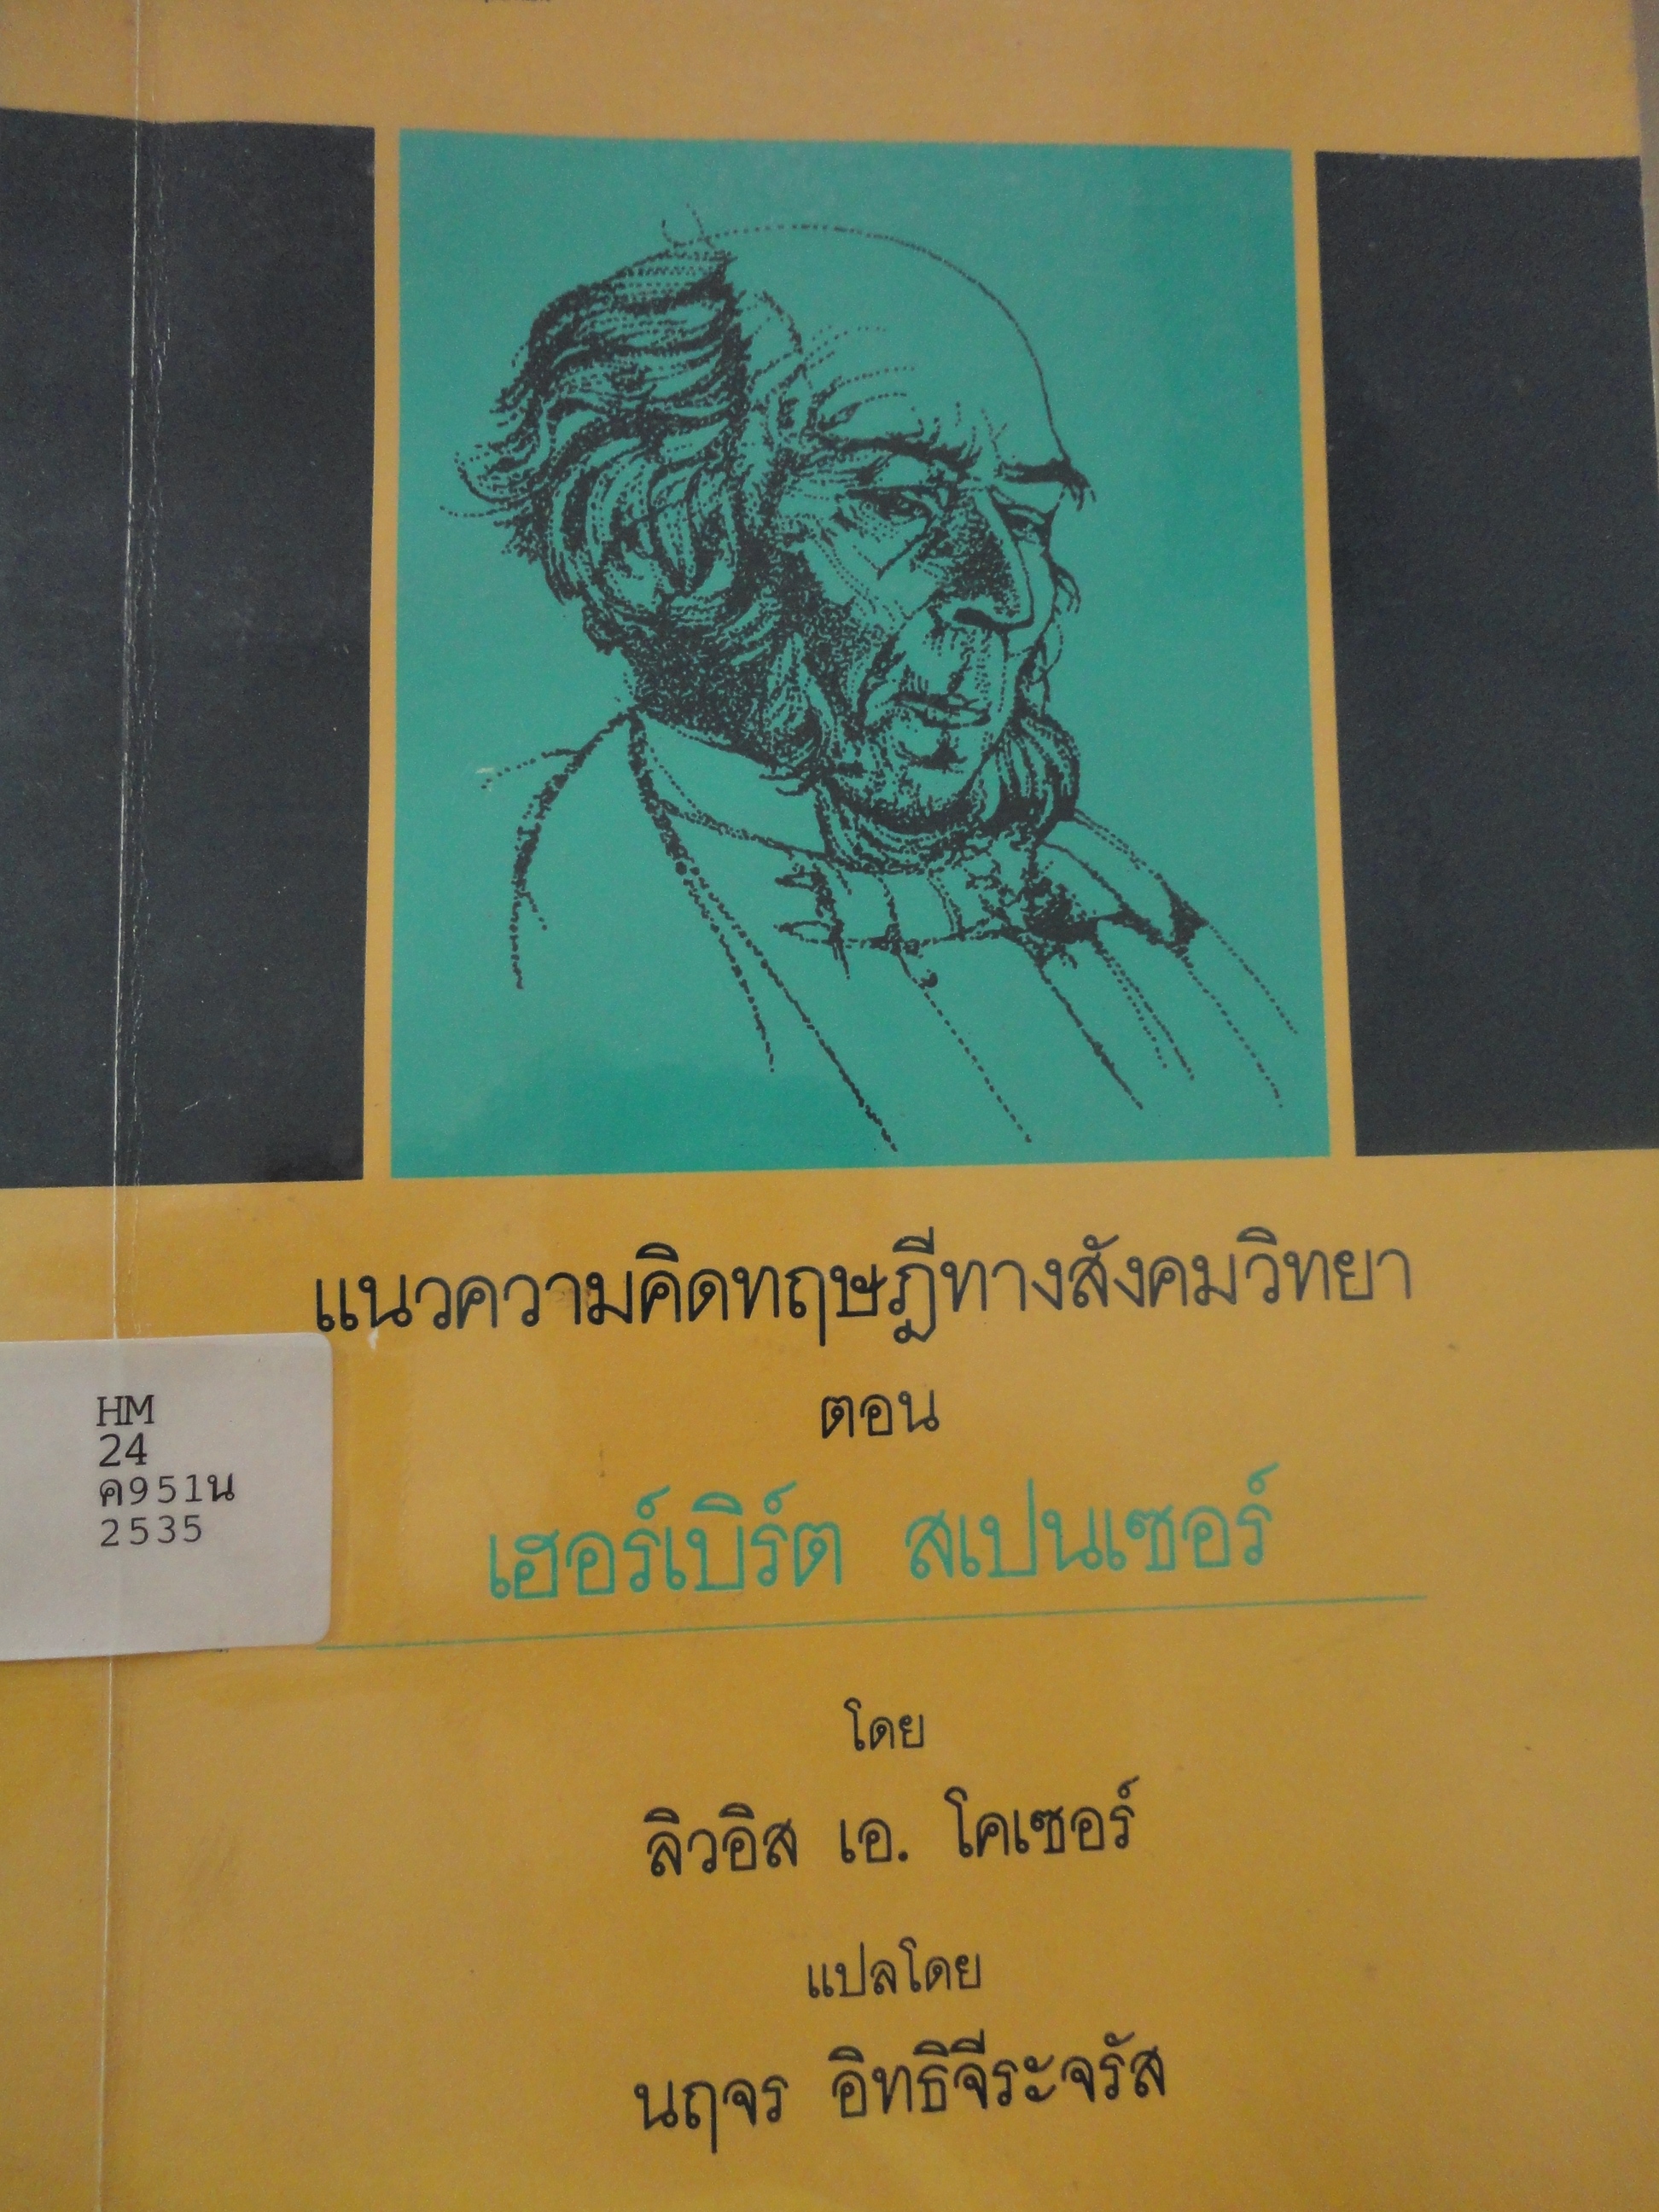 แนวความคิดทฤษฎีทางสังคมวิทยา
ตอน
เฮอร์เบิร์ต สเปนเซอร์
HM
24
ค951น
2535
โดย
ลิวอิส เอ. โคเซอร์
แปลโดย
นฤจร อิทธิจีระจรัส